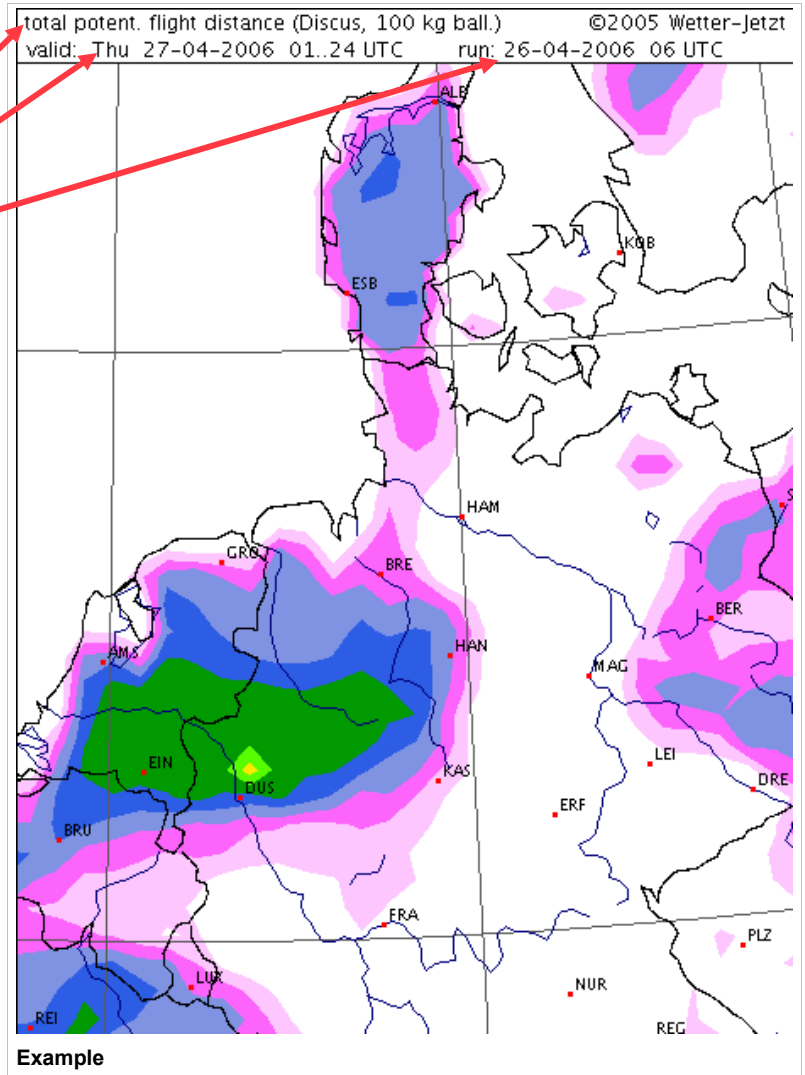 total potent. flight distance (Discus, 100 kg ball.) ©2005 Wetter-Jetzt
valid: Thu 27-04-2006 01..24 UTC run: 26-04-2006 06 UTC
ALB
KOB
ESB
S
HAM
GRO
BRE
BER
HAN
AMS
MAG
EIN
LEI
KAS
DUS
DRE
ERF
BRU
FRA
PLZ
LUX
NUR
REI
REG
Example